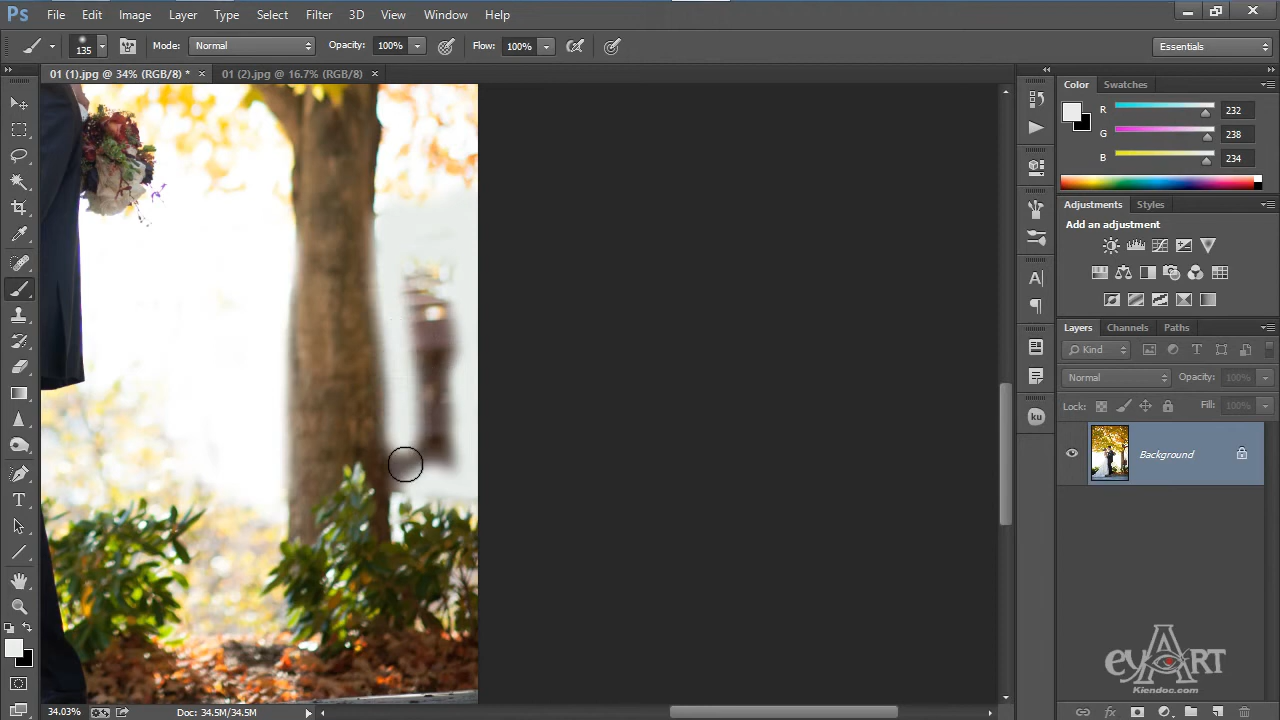 Ps File Edit Image Layer Type Select Filter 3D View Window Help
135 Mode: Normal Opacity: 100% Flow: 100% Essentials
01 (1).jpg @ 34% (RGB/8) * × 01 (2).jpg @ 16.7% (RGB/8) ×
Color Swatches
R 232
G 238
B 234
Adjustments Styles
Add an adjustment
Layers Channels Paths
Kind
Normal Opacity: 100%
Lock: Fill: 100%
Background
ku
eyART
Kiendoc.com
34.03% Doc: 34.5M/34.5M